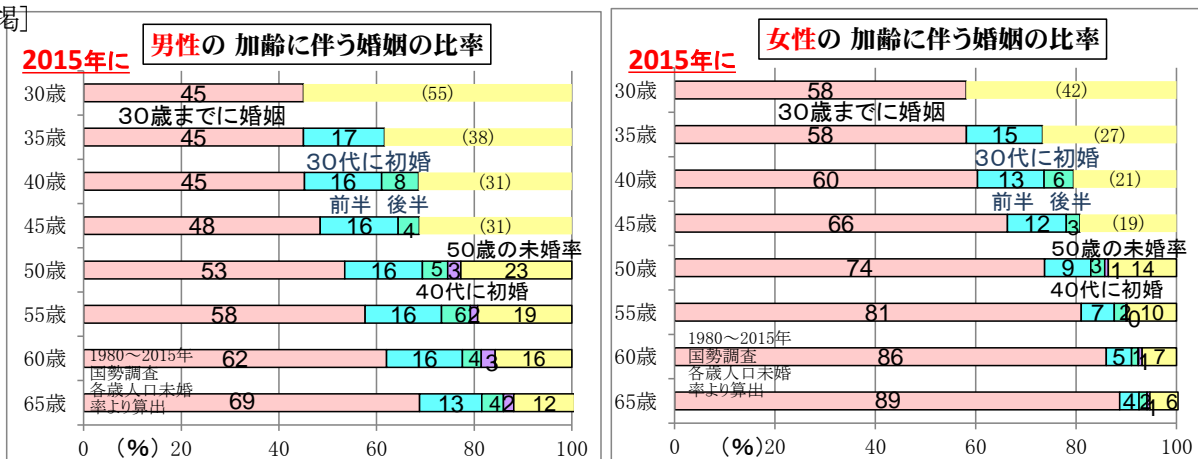 掲]
男性の 加齢に伴う婚姻の比率
2015年に
30歳 45 (55)
30歳までに婚姻
35歳 45 17 (38)
30代に初婚
40歳 45 16 8 (31)
前半 後半
45歳 48 16 4 (31)
50歳の未婚率
50歳 53 16 5 3 23
40代に初婚
55歳 58 16 6 2 19
60歳 62 16 4 3 16
1980～2015年
国勢調査
各歳人口未婚
率より算出
65歳 69 13 4 2 12
0 (%) 20 40 60 80 100
女性の 加齢に伴う婚姻の比率
2015年に
30歳 58 (42)
30歳までに婚姻
35歳 58 15 (27)
30代に初婚
40歳 60 13 6 (21)
前半 後半
45歳 66 12 3 (19)
50歳の未婚率
50歳 74 9 3 1 14
40代に初婚
55歳 81 7 2 0 10
1980～2015年
国勢調査
各歳人口未婚
率より算出
60歳 86 5 1 1 7
65歳 89 4 2 1 6
0 (%) 20 40 60 80 100